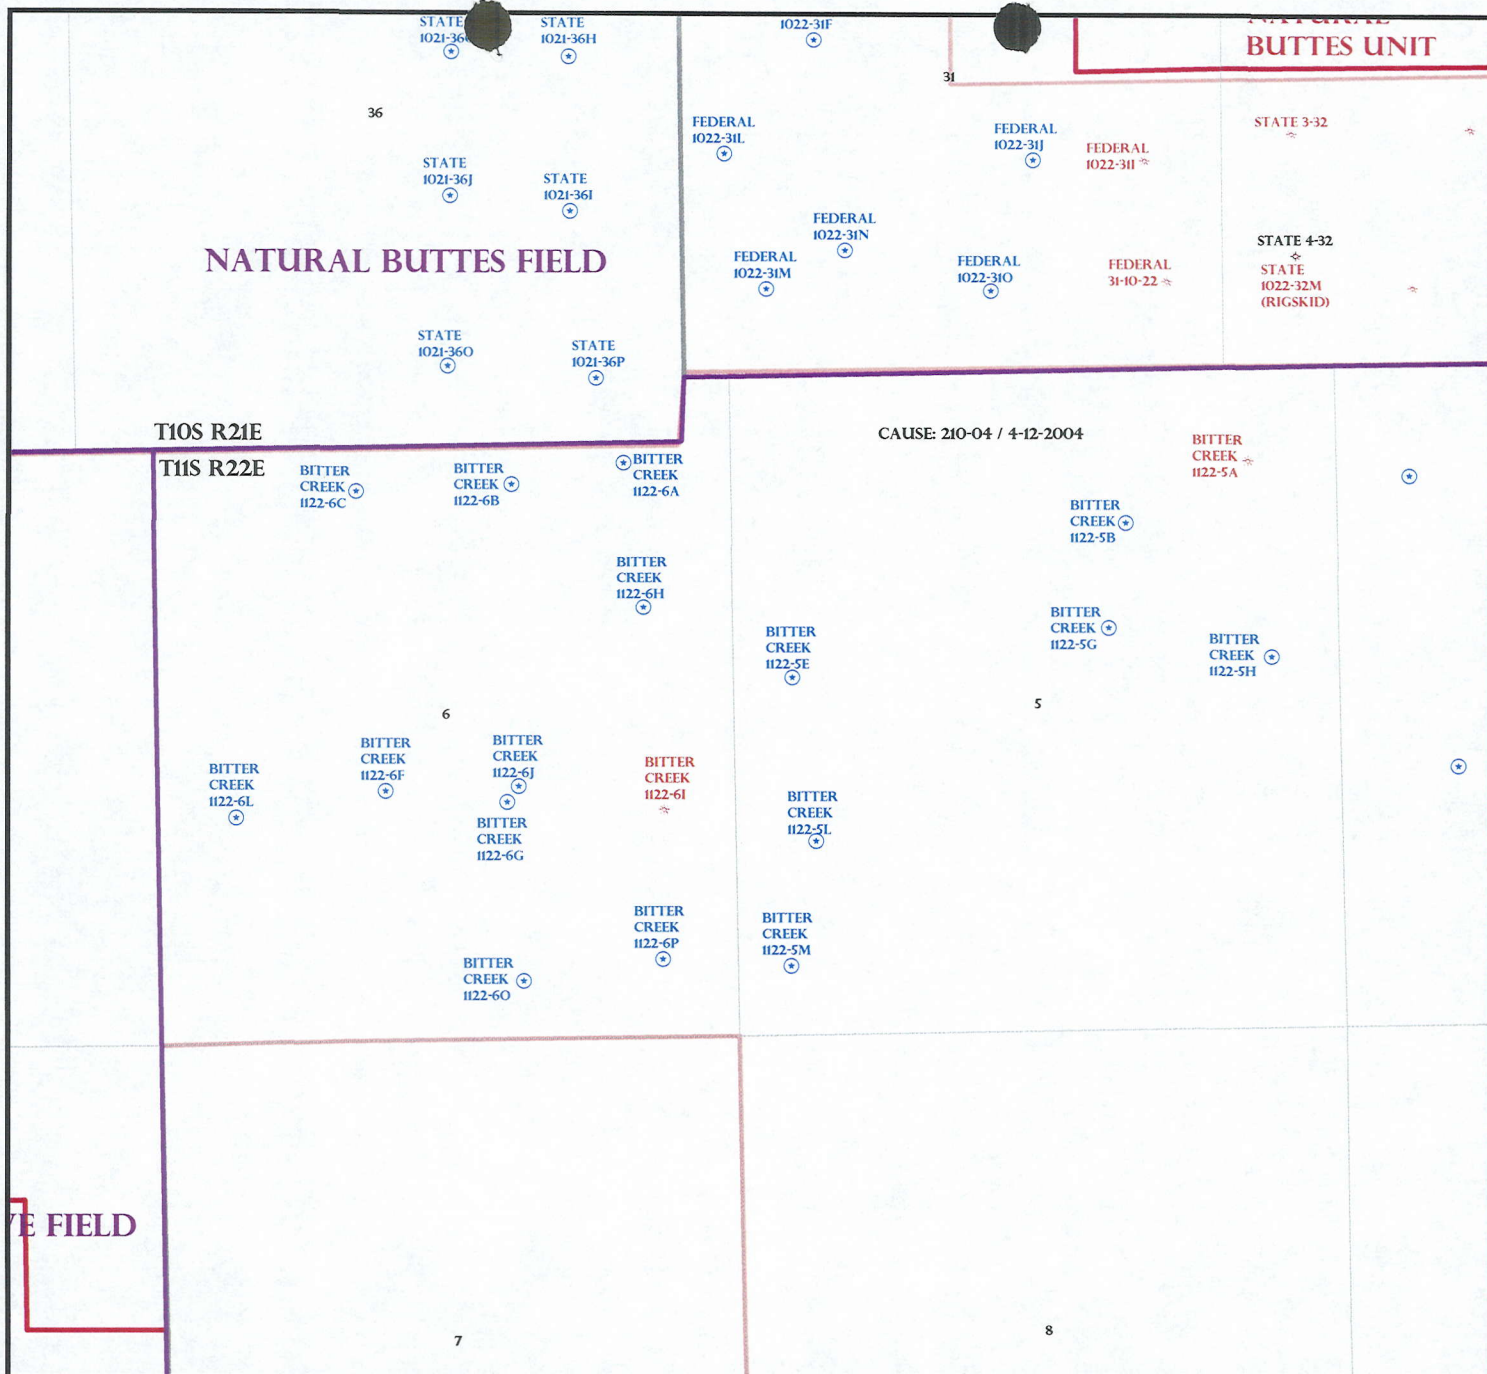 STATE
STATE
1021-36H
1022-31F
NATURAL
BUTTES UNIT
31
36
FEDERAL
1022-31L
FEDERAL
1022-31J
FEDERAL
1022-31I
STATE 3-32
STATE
1021-36J
STATE
1021-36I
FEDERAL
1022-31N
NATURAL BUTTES FIELD
FEDERAL
1022-31M
FEDERAL
1022-31O
FEDERAL
31-10-22
STATE 4-32
STATE
1022-32M
(RIGSKID)
STATE
1021-36O
STATE
1021-36P
T10S R21E
T11S R22E
CAUSE: 210-04 / 4-12-2004
BITTER
CREEK
1122-6C
BITTER
CREEK
1122-6B
BITTER
CREEK
1122-6A
BITTER
CREEK
1122-5A
BITTER
CREEK
1122-5B
BITTER
CREEK
1122-6H
BITTER
CREEK
1122-5E
BITTER
CREEK
1122-5G
BITTER
CREEK
1122-5H
6
5
BITTER
CREEK
1122-6L
BITTER
CREEK
1122-6F
BITTER
CREEK
1122-6J
BITTER
CREEK
1122-6G
BITTER
CREEK
1122-6I
BITTER
CREEK
1122-5L
BITTER
CREEK
1122-6P
BITTER
CREEK
1122-5M
BITTER
CREEK
1122-6O
FIELD
7
8